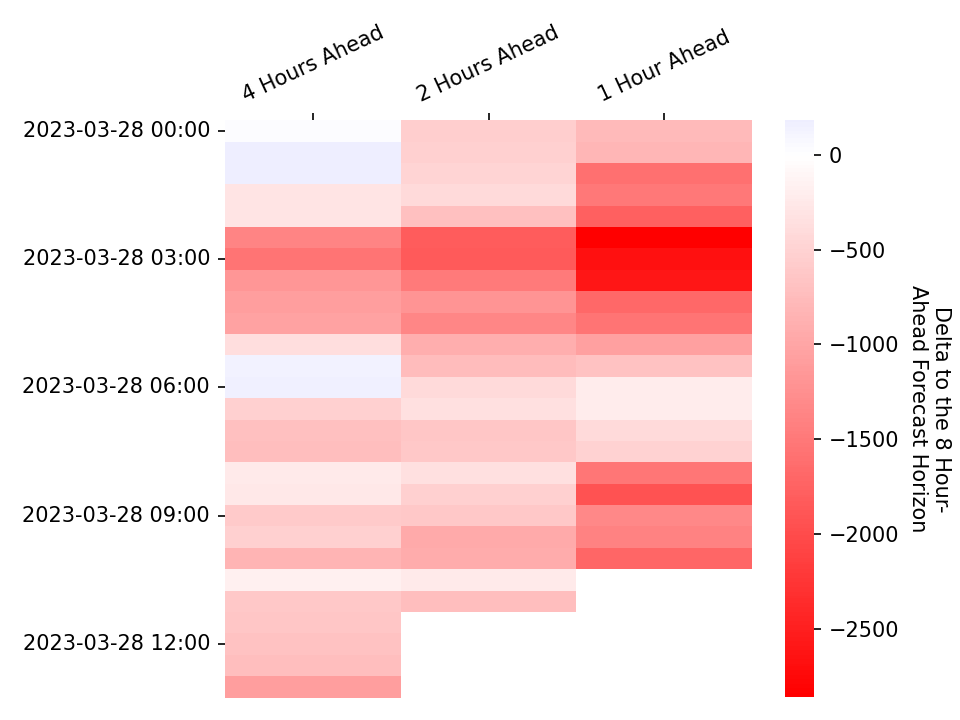 4 Hours Ahead
2 Hours Ahead
1 Hour Ahead
2023-03-28 00:00
2023-03-28 03:00
2023-03-28 06:00
2023-03-28 09:00
2023-03-28 12:00
0
−500
−1000
−1500
−2000
−2500
Delta to the 8 Hour-
Ahead Forecast Horizon